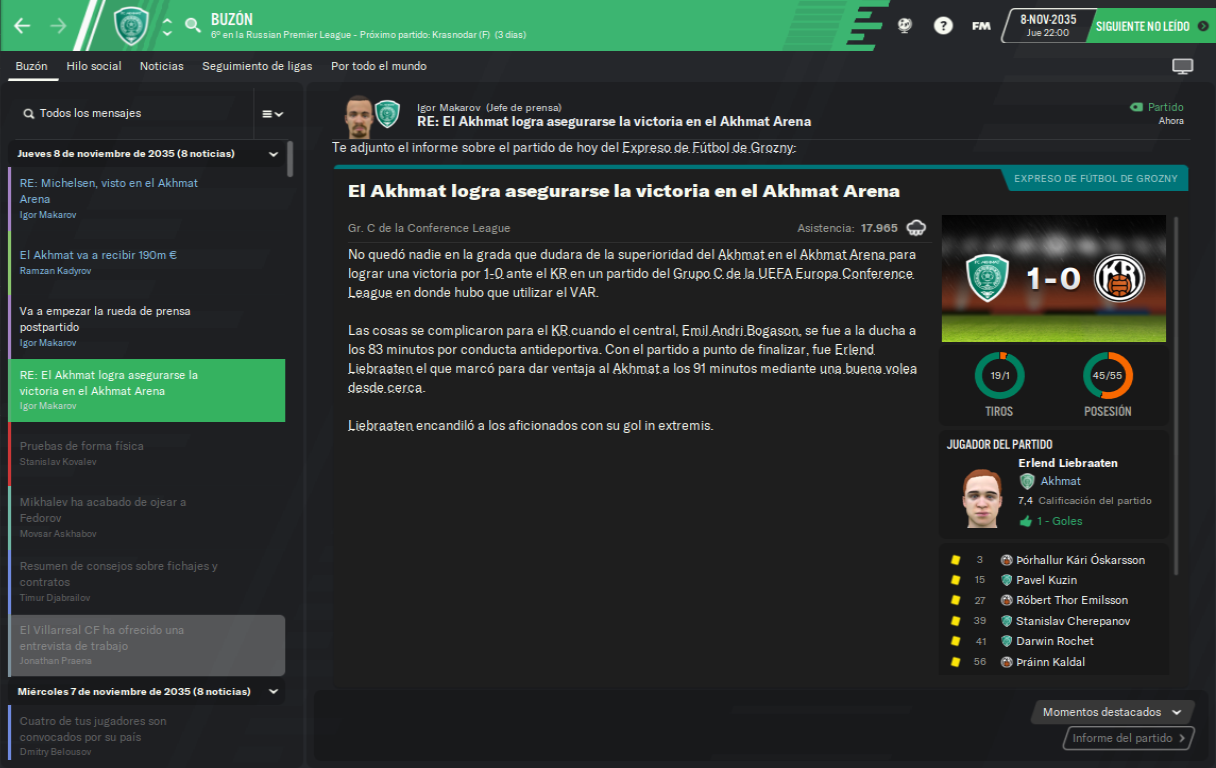 BUZÓN
6º en la Russian Premier League - Próximo partido: Krasnodar (F) (3 días)
FM
8-NOV-2035
Jue 22:00
SIGUIENTE NO LEÍDO
Buzón
Hilo social
Noticias
Seguimiento de ligas
Por todo el mundo
Todos los mensajes
Jueves 8 de noviembre de 2035 (8 noticias)
RE: Michelsen, visto en el Akhmat
Arena
Igor Makarov
El Akhmat va a recibir 190m €
Ramzan Kadyrov
Va a empezar la rueda de prensa
postpartido
Igor Makarov
RE: El Akhmat logra asegurarse la
victoria en el Akhmat Arena
Igor Makarov
Pruebas de forma física
Stanislav Kovalev
Mikhalev ha acabado de ojear a
Fedorov
Movsar Askhabov
Resumen de consejos sobre fichajes y
contratos
Timur Djabrailov
El Villarreal CF ha ofrecido una
entrevista de trabajo
Jonathan Praena
Miércoles 7 de noviembre de 2035 (8 noticias)
Cuatro de tus jugadores son
convocados por su país
Dmitry Belousov
Igor Makarov (Jefe de prensa)
RE: El Akhmat logra asegurarse la victoria en el Akhmat Arena
Partido
Ahora
Te adjunto el informe sobre el partido de hoy del Expreso de Fútbol de Grozny:
EXPRESO DE FÚTBOL DE GROZNY
El Akhmat logra asegurarse la victoria en el Akhmat Arena
Gr. C de la Conference League
Asistencia: 17.965
No quedó nadie en la grada que dudara de la superioridad del Akhmat en el Akhmat Arena para
lograr una victoria por 1-0 ante el KR en un partido del Grupo C de la UEFA Europa Conference
League en donde hubo que utilizar el VAR.
Las cosas se complicaron para el KR cuando el central, Emil Andri Bogason, se fue a la ducha a
los 83 minutos por conducta antideportiva. Con el partido a punto de finalizar, fue Erlend
Liebraaten el que marcó para dar ventaja al Akhmat a los 91 minutos mediante una buena volea
desde cerca.
Liebraaten encandiló a los aficionados con su gol in extremis.
1-0
KR
19/1
45/55
TIROS
POSESIÓN
JUGADOR DEL PARTIDO
Erlend Liebraaten
Akhmat
7,4 Calificación del partido
1 - Goles
3 Þórhallur Kári Óskarsson
15 Pavel Kuzin
27 Róbert Thor Emilsson
39 Stanislav Cherepanov
41 Darwin Rochet
56 Þráinn Kaldal
Momentos destacados
Informe del partido